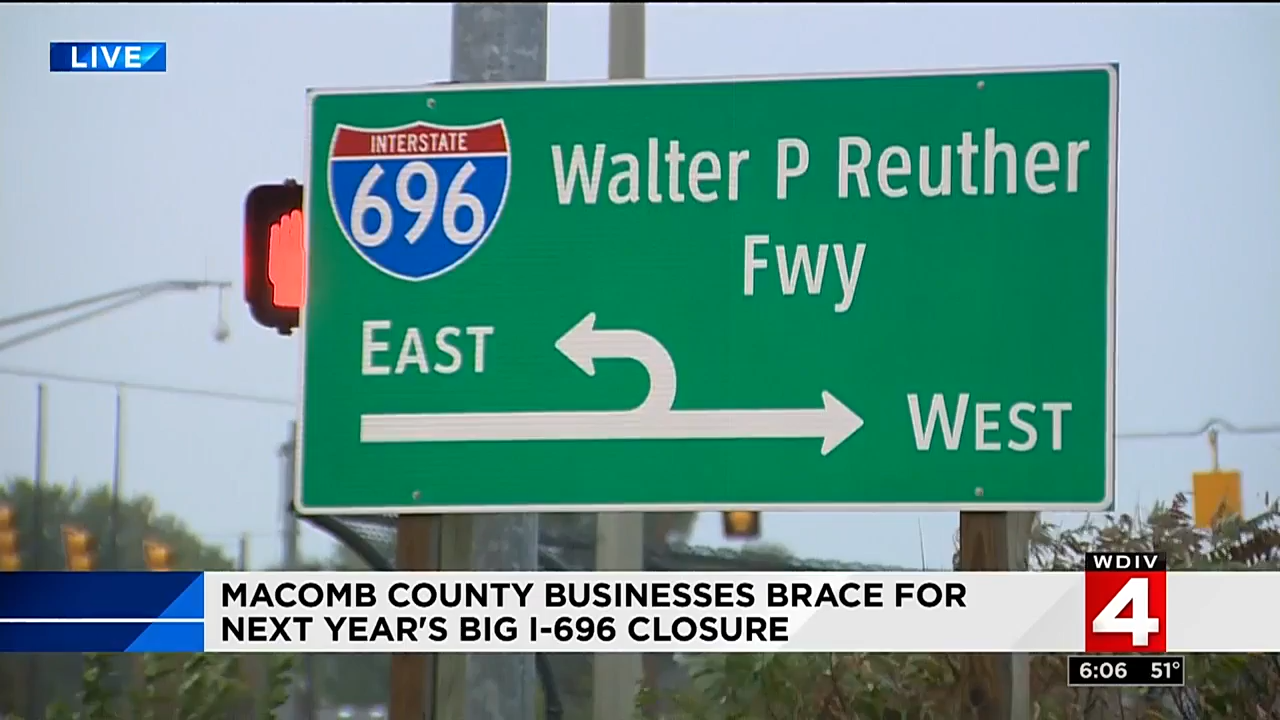 LIVE
INTERSTATE
696
Walter P Reuther
Fwy
EAST
WEST
MACOMB COUNTY BUSINESSES BRACE FOR
NEXT YEAR'S BIG I-696 CLOSURE
WDIV
4
6:06 51°